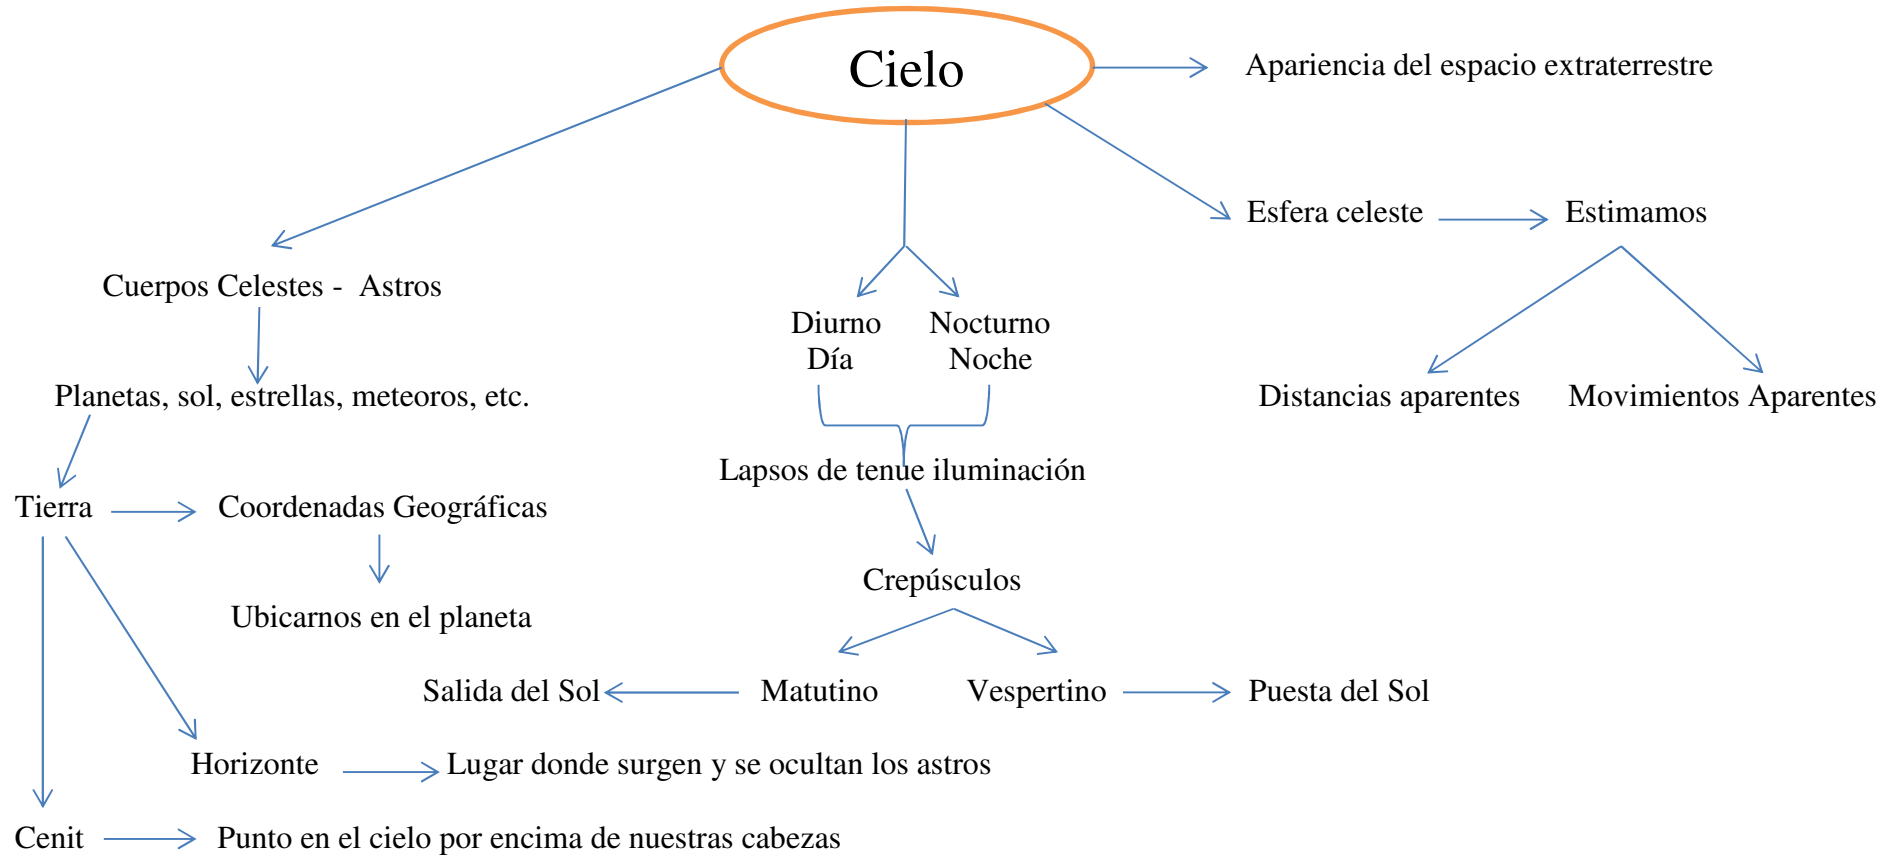 Cielo
Apariencia del espacio extraterrestre
Esfera celeste
Estimamos
Cuerpos Celestes - Astros
Diurno
Día
Nocturno
Noche
Planetas, sol, estrellas, meteoros, etc.
Distancias aparentes
Movimientos Aparentes
Lapsos de tenue iluminación
Tierra
Coordenadas Geográficas
Crepúsculos
Ubicarnos en el planeta
Salida del Sol
Matutino
Vespertino
Puesta del Sol
Horizonte
Lugar donde surgen y se ocultan los astros
Cenit
Punto en el cielo por encima de nuestras cabezas